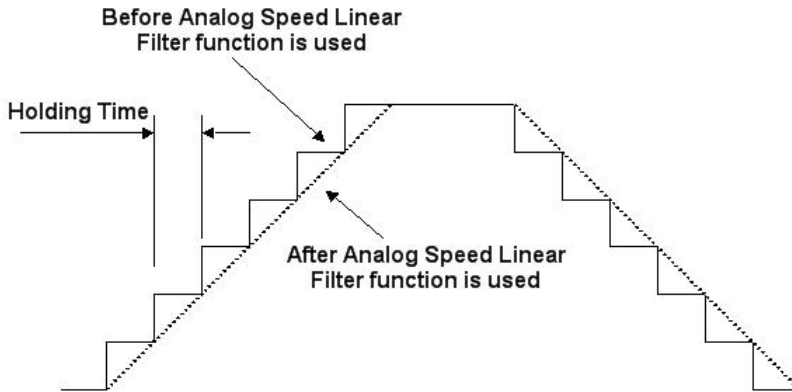 Before Analog Speed Linear
Filter function is used
Holding Time
After Analog Speed Linear
Filter function is used